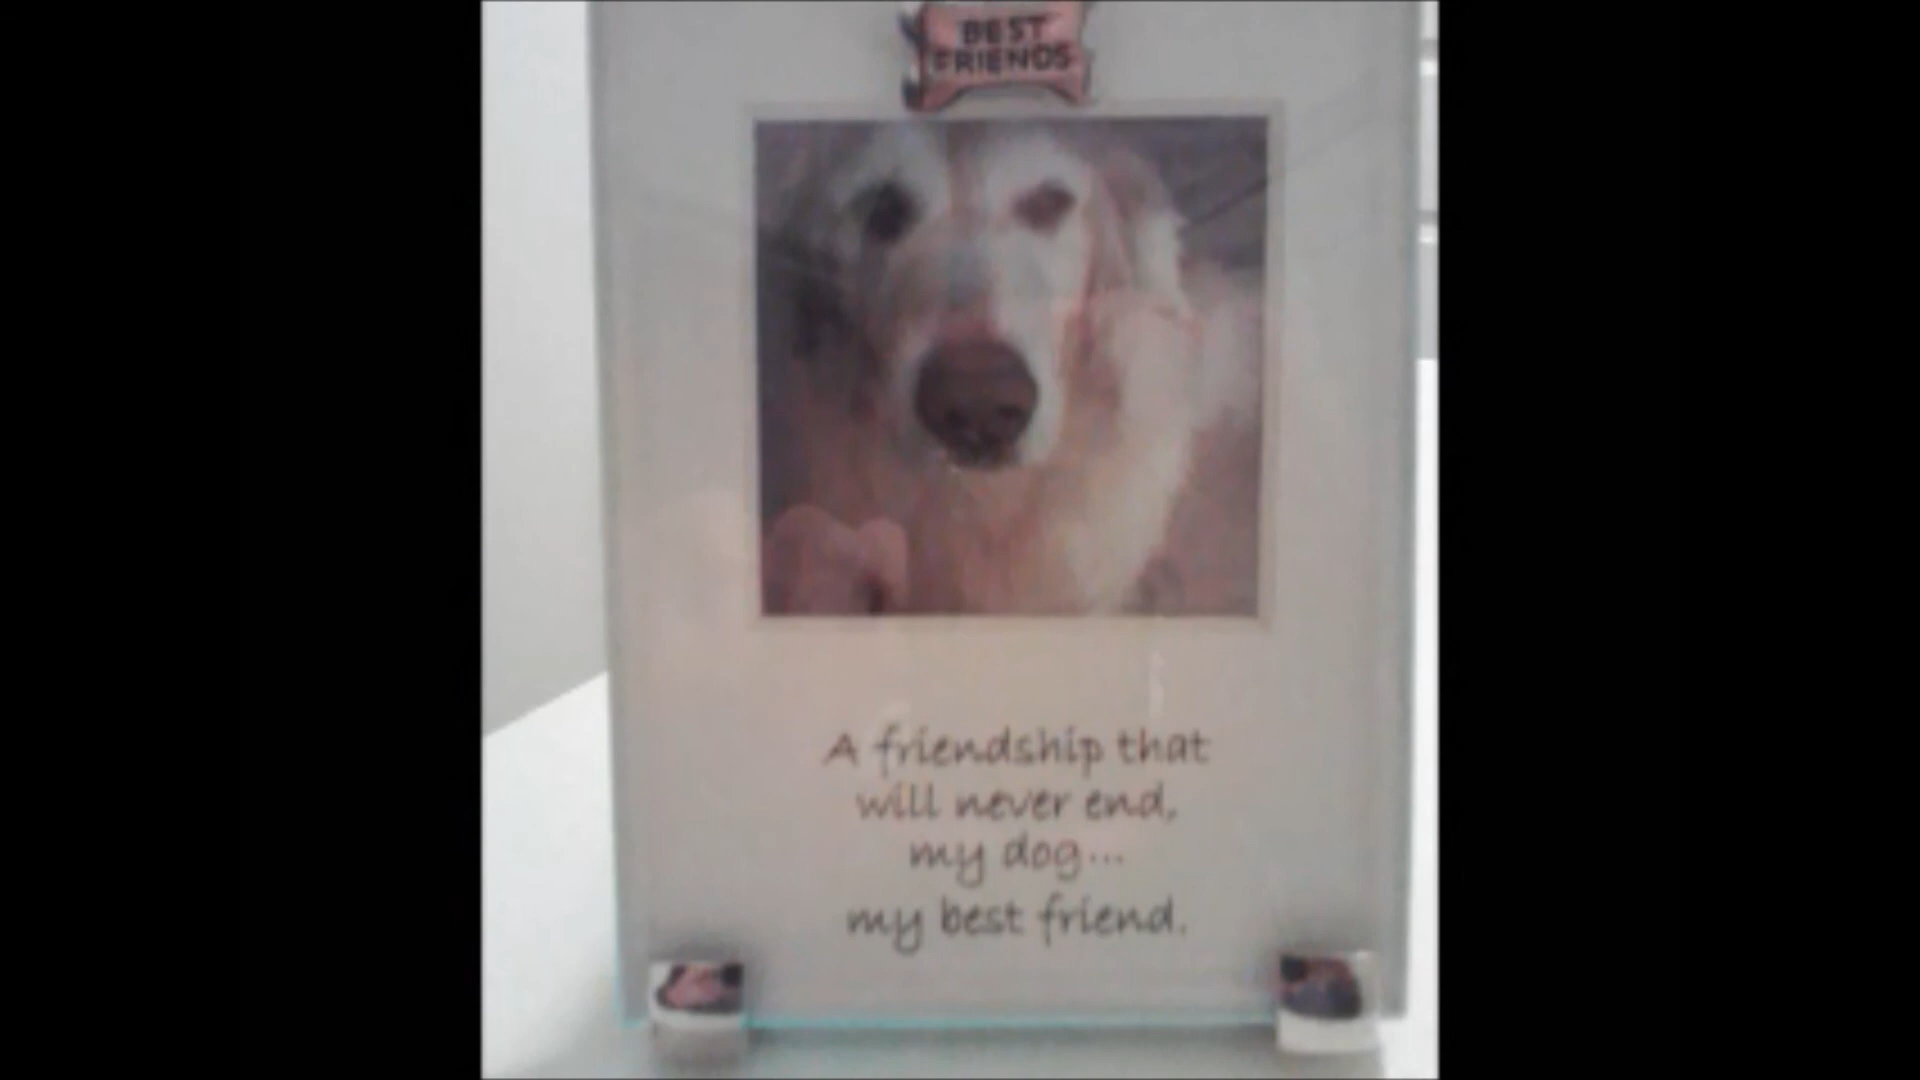 BEST
FRIENDS
A friendship that
will never end,
my dog...
my best friend.